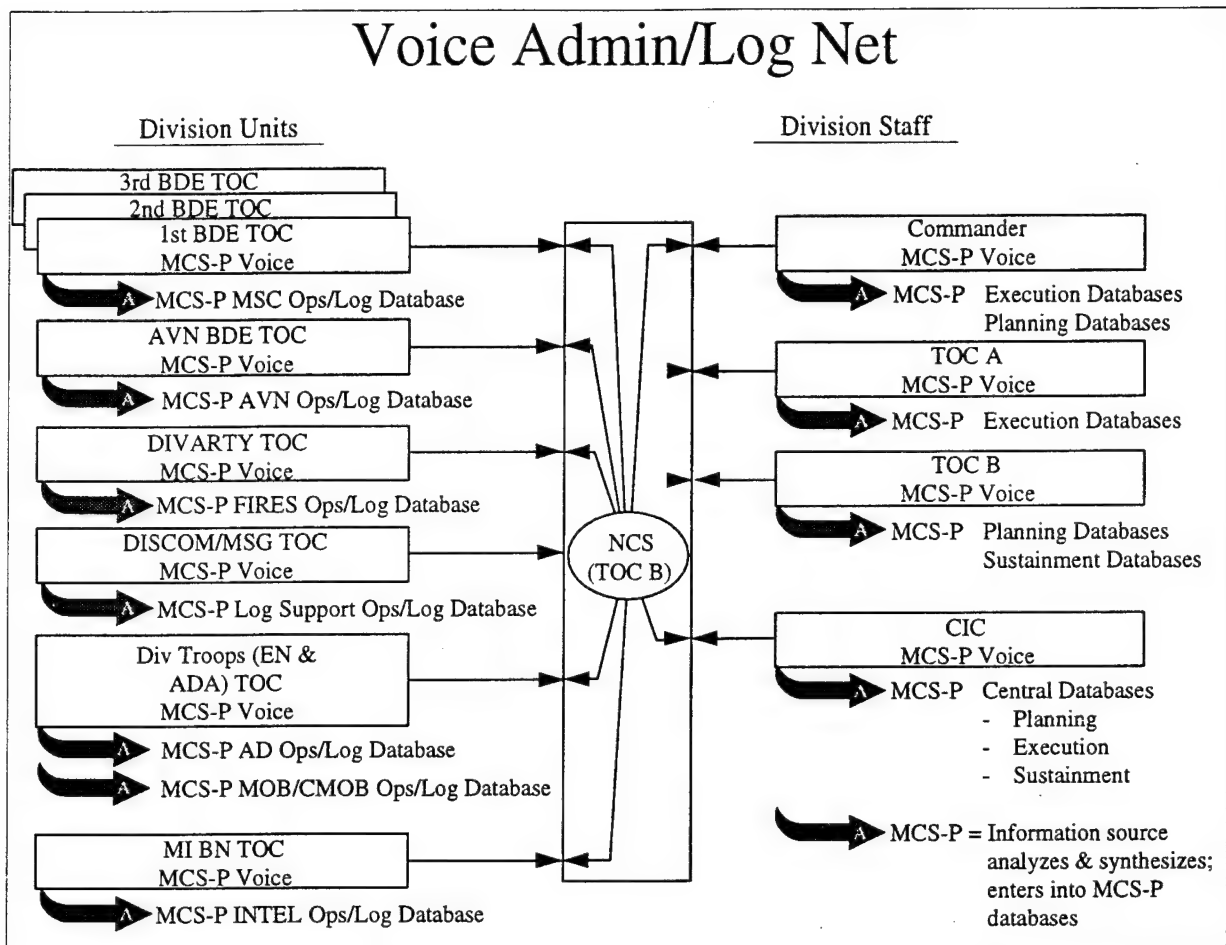 Voice Admin/Log Net
Division Units
3rd BDE TOC
2nd BDE TOC
1st BDE TOC
MCS-P Voice
A MCS-P MSC Ops/Log Database
AVN BDE TOC
MCS-P Voice
A MCS-P AVN Ops/Log Database
DIVARTY TOC
MCS-P Voice
A MCS-P FIRES Ops/Log Database
DISCOM/MSG TOC
MCS-P Voice
A MCS-P Log Support Ops/Log Database
Div Troops (EN &
ADA) TOC
MCS-P Voice
A MCS-P AD Ops/Log Database
A MCS-P MOB/CMOB Ops/Log Database
MI BN TOC
MCS-P Voice
A MCS-P INTEL Ops/Log Database
NCS
(TOC B)
Division Staff
Commander
MCS-P Voice
A MCS-P Execution Databases
Planning Databases
TOC A
MCS-P Voice
A MCS-P Execution Databases
TOC B
MCS-P Voice
A MCS-P Planning Databases
Sustainment Databases
CIC
MCS-P Voice
A MCS-P Central Databases
- Planning
- Execution
- Sustainment
A MCS-P = Information source
analyzes & synthesizes;
enters into MCS-P
databases